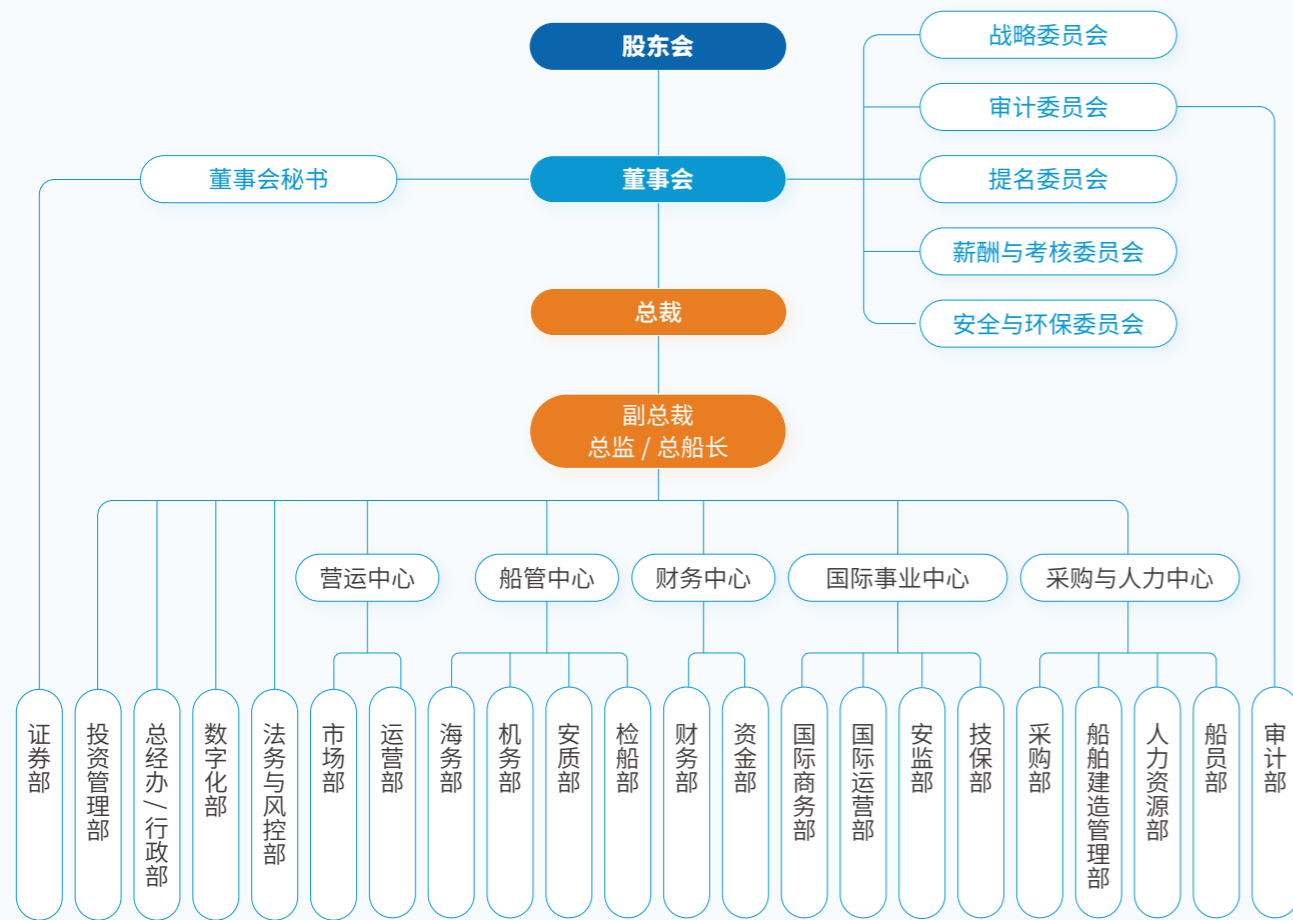 股东会
战略委员会
审计委员会
董事会秘书
董事会
提名委员会
薪酬与考核委员会
总裁
安全与环保委员会
副总裁
总监 / 总船长
营运中心
船管中心
财务中心
国际事业中心
采购与人力中心
证券部
投资管理部
总经办/行政部
数字化部
法务与风控部
市场部
运营部
海务部
机务部
安质部
检船部
财务部
资金部
国际商务部
国际运营部
安监部
技保部
采购部
船舶建造管理部
人力资源部
船员部
审计部